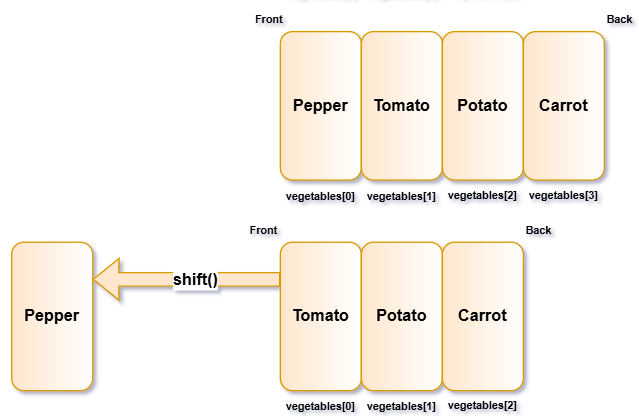 Front Back
Pepper Tomato Potato Carrot
vegetables[0] vegetables[1] vegetables[2] vegetables[3]
Front Back
Pepper shift() Tomato Potato Carrot
vegetables[0] vegetables[1] vegetables[2]